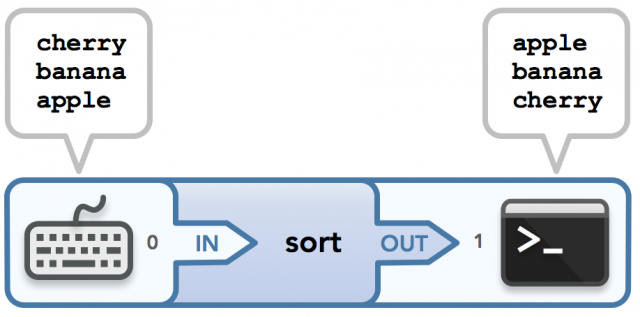 cherry
banana
apple
apple
banana
cherry
0 IN sort OUT 1 >_